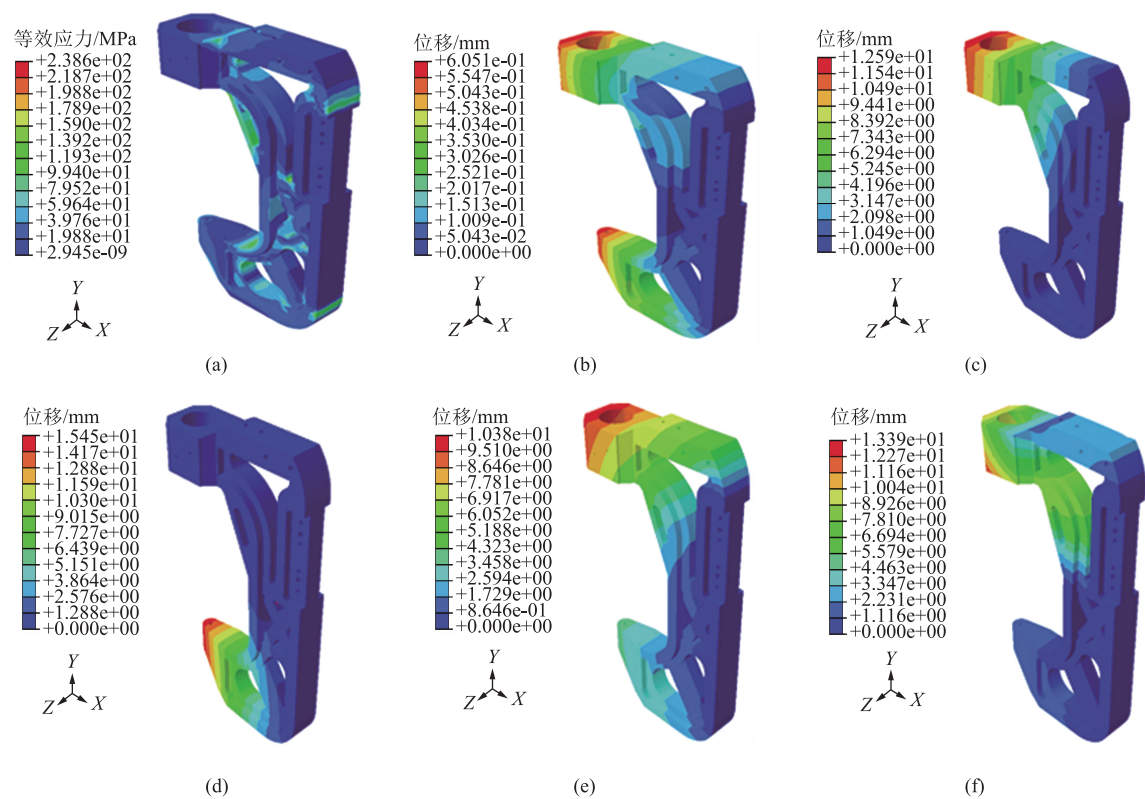 等效应力/MPa
+2.386e+02
+2.187e+02
+1.988e+02
+1.789e+02
+1.590e+02
+1.392e+02
+1.193e+02
+9.940e+01
+7.952e+01
+5.964e+01
+3.976e+01
+1.988e+01
+2.945e-09
Y
Z
X
(a)
位移/mm
+6.051e-01
+5.547e-01
+5.043e-01
+4.538e-01
+4.034e-01
+3.530e-01
+3.026e-01
+2.521e-01
+2.017e-01
+1.513e-01
+1.009e-01
+5.043e-02
+0.000e+00
Y
Z
X
(b)
位移/mm
+1.259e+01
+1.154e+01
+1.049e+01
+9.441e+00
+8.392e+00
+7.343e+00
+6.294e+00
+5.245e+00
+4.196e+00
+3.147e+00
+2.098e+00
+1.049e+00
+0.000e+00
Y
Z
X
(c)
位移/mm
+1.545e+01
+1.417e+01
+1.288e+01
+1.159e+01
+1.030e+01
+9.015e+00
+7.727e+00
+6.439e+00
+5.151e+00
+3.864e+00
+2.576e+00
+1.288e+00
+0.000e+00
Y
Z
X
(d)
位移/mm
+1.038e+01
+9.510e+00
+8.646e+00
+7.781e+00
+6.917e+00
+6.052e+00
+5.188e+00
+4.323e+00
+3.458e+00
+2.594e+00
+1.729e+00
+8.646e-01
+0.000e+00
Y
Z
X
(e)
位移/mm
+1.339e+01
+1.227e+01
+1.116e+01
+1.004e+01
+8.926e+00
+7.810e+00
+6.694e+00
+5.579e+00
+4.463e+00
+3.347e+00
+2.231e+00
+1.116e+00
+0.000e+00
Y
Z
X
(f)